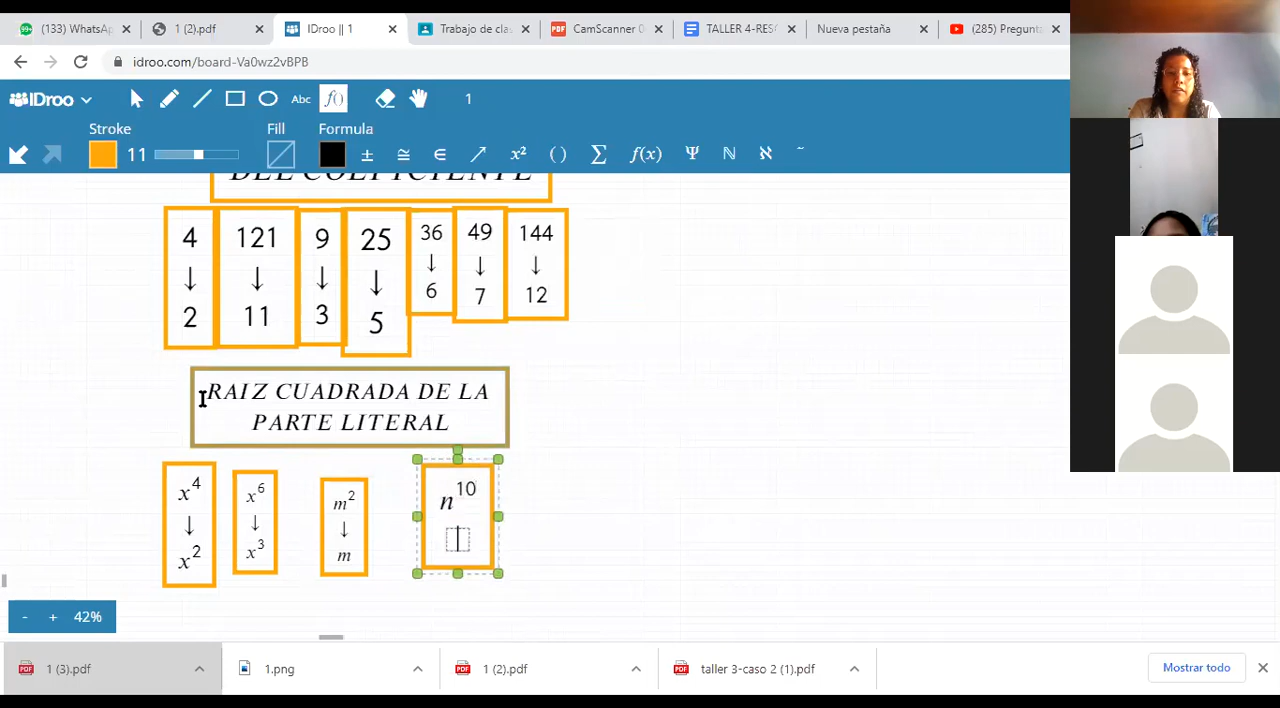 (133) WhatsA
1 (2).pdf
IDroo || 1
Trabajo de cla
CamScanner 0
TALLER 4-RES
Nueva pestaña
(285) Pregunt
idroo.com/board-Va0wz2vBPB
IDroo
Abc
f()
1
Stroke
Fill
Formula
11
± ≅ ∈ x² ( ) ∑ f(x) Ψ ℕ ℵ
DEL COEFICIENTE
4 121 9 25 36 49 144
↓ ↓ ↓ ↓ ↓ ↓ ↓
2 11 3 5 6 7 12
RAIZ CUADRADA DE LA
PARTE LITERAL
x⁴ x⁶ m² n¹⁰
↓ ↓ ↓
x² x³ m
- + 42%
1 (3).pdf
1.png
1 (2).pdf
taller 3-caso 2 (1).pdf
Mostrar todo